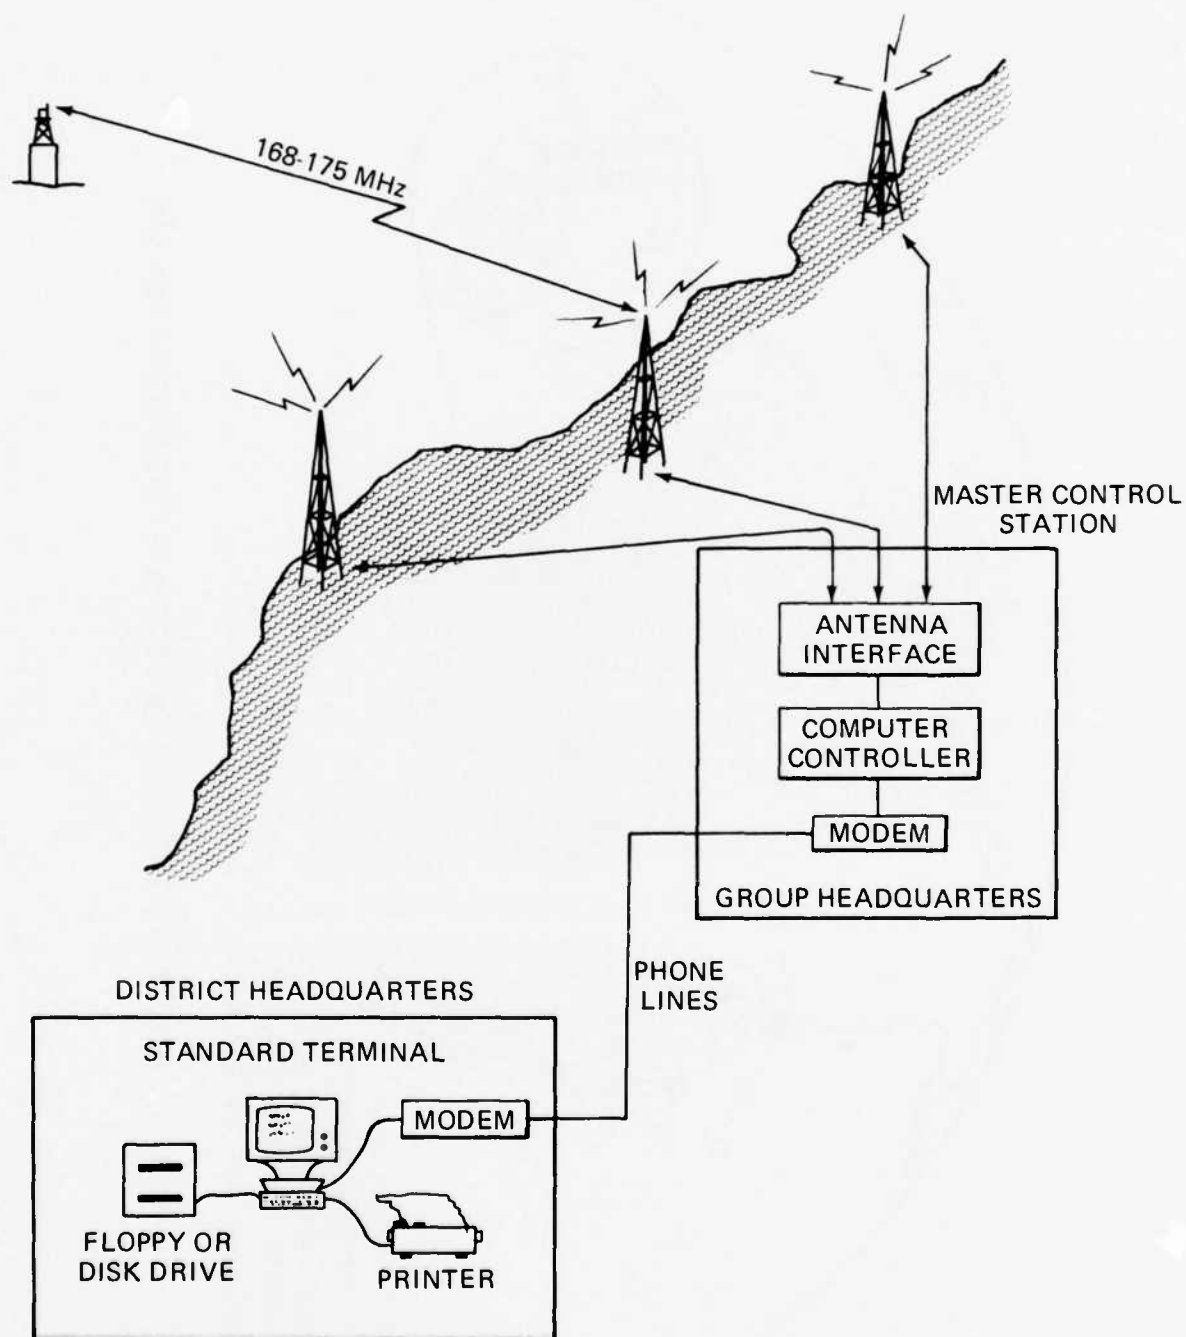 168-175 MHz
MASTER CONTROL
STATION
ANTENNA
INTERFACE
COMPUTER
CONTROLLER
MODEM
GROUP HEADQUARTERS
PHONE
LINES
DISTRICT HEADQUARTERS
STANDARD TERMINAL
MODEM
FLOPPY OR
DISK DRIVE
PRINTER